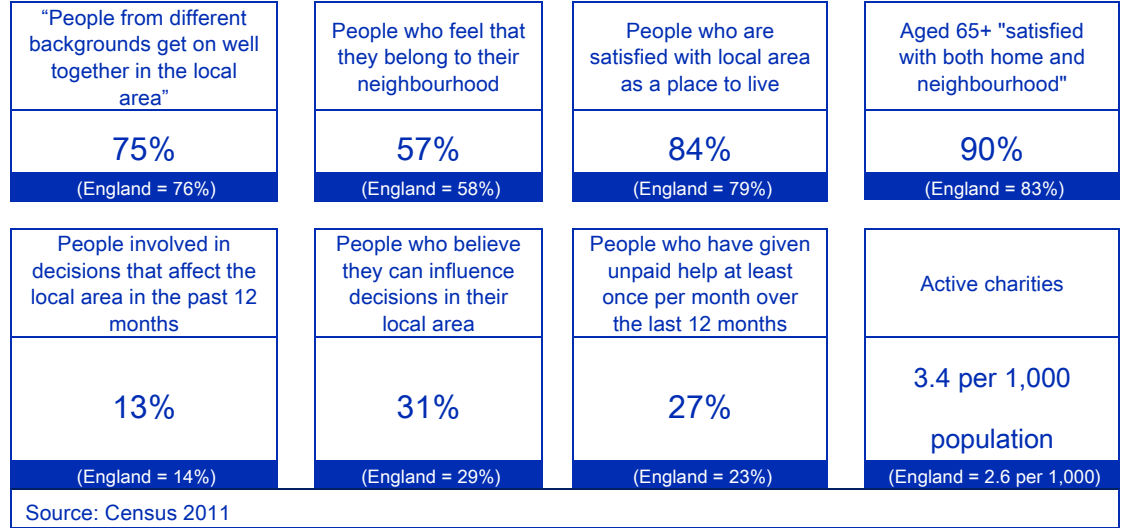 “People from different
backgrounds get on well
together in the local
area”
75%
(England = 76%)
People who feel that
they belong to their
neighbourhood
57%
(England = 58%)
People who are
satisfied with local area
as a place to live
84%
(England = 79%)
Aged 65+ "satisfied
with both home and
neighbourhood"
90%
(England = 83%)
People involved in
decisions that affect the
local area in the past 12
months
13%
(England = 14%)
People who believe
they can influence
decisions in their
local area
31%
(England = 29%)
People who have given
unpaid help at least
once per month over
the last 12 months
27%
(England = 23%)
Active charities
3.4 per 1,000
population
(England = 2.6 per 1,000)
Source: Census 2011